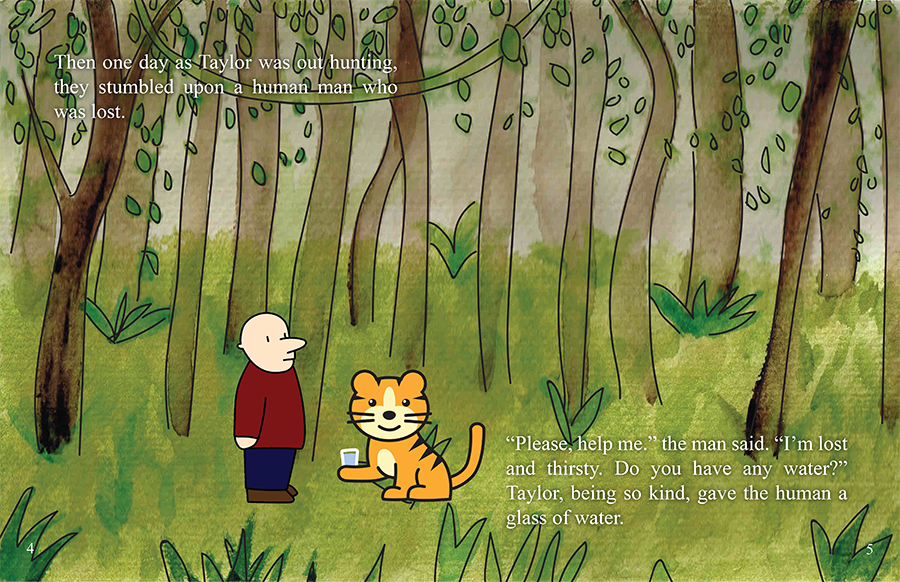 Then one day as Taylor was out hunting,
they stumbled upon a human man who
was lost.
“Please, help me.” the man said. “I’m lost
and thirsty. Do you have any water?”
Taylor, being so kind, gave the human a
glass of water.
4
5